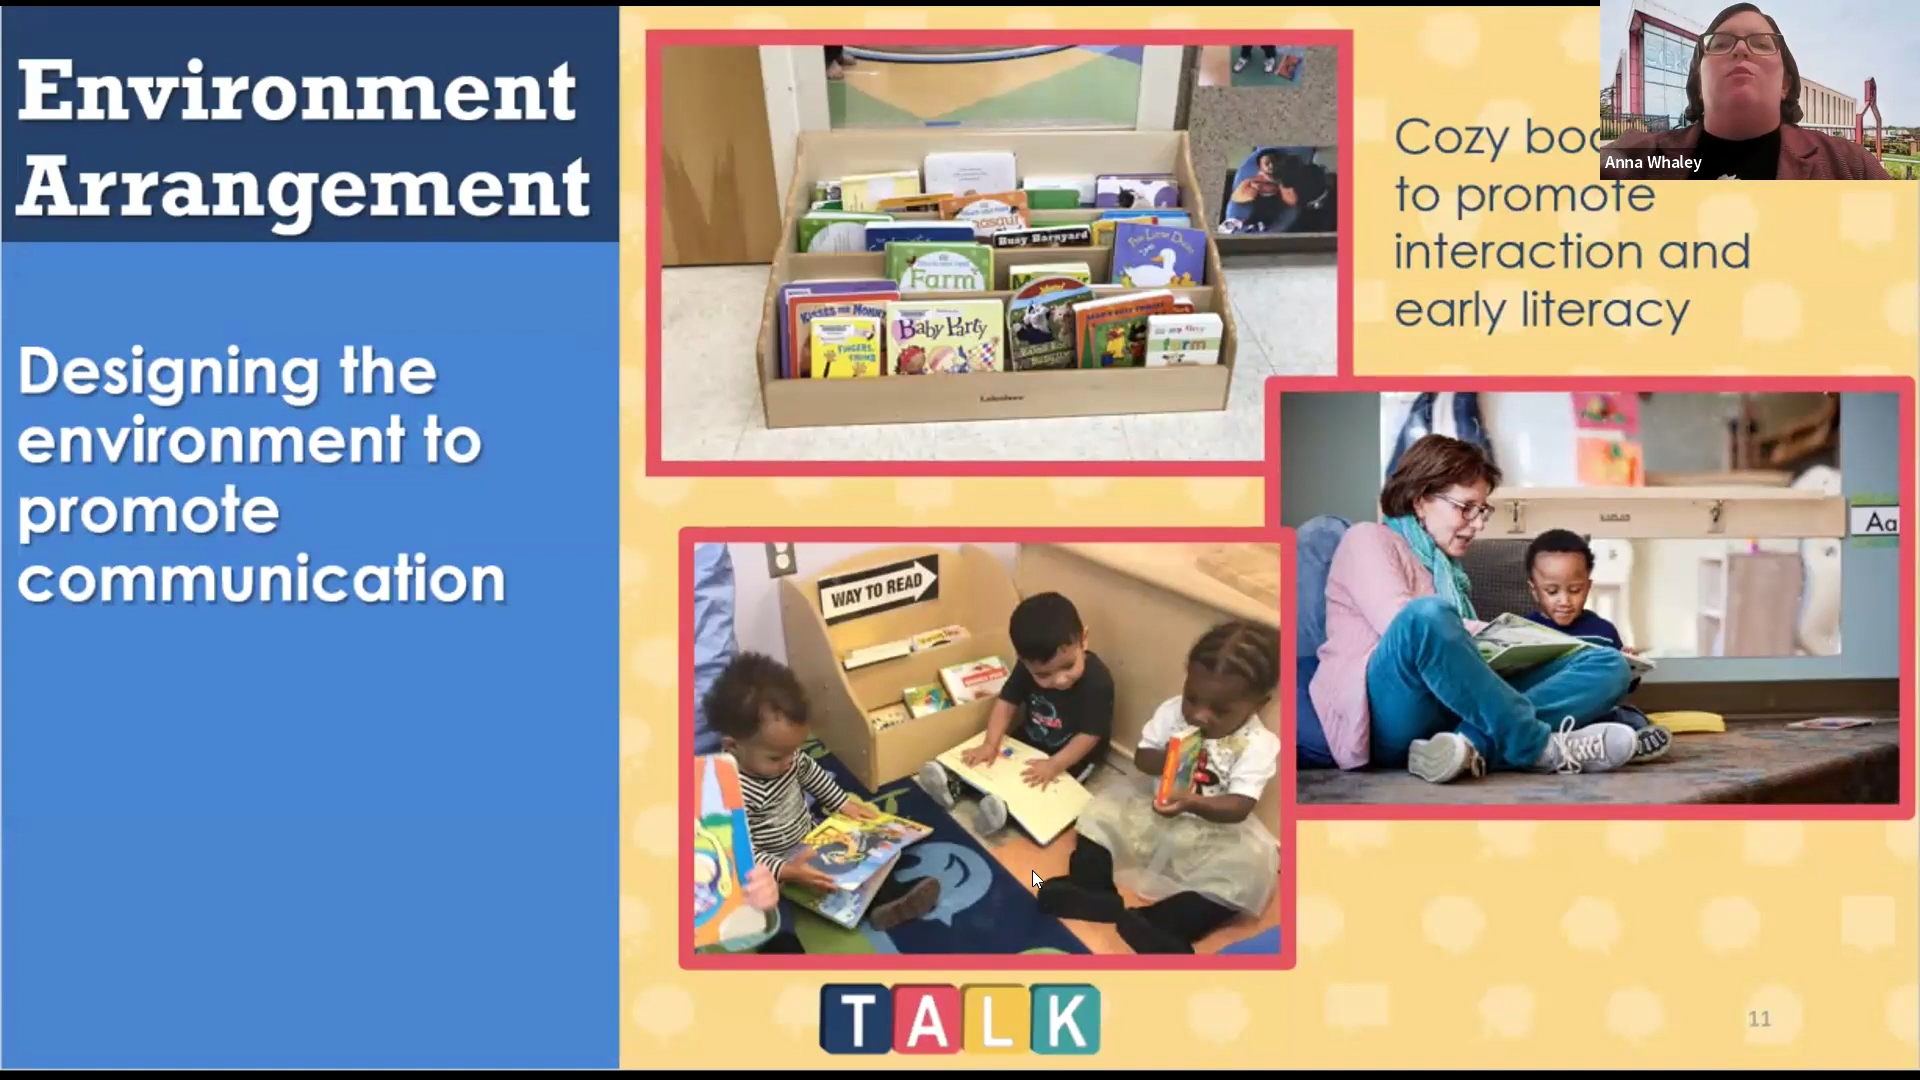 Environment
Arrangement
Designing the
environment to
promote
communication
Cozy
to promote
interaction and
early literacy
Anna Whaley
Busy Barnyard
Farm
Baby Party
farm
Aa
WAY TO READ
TALK
11